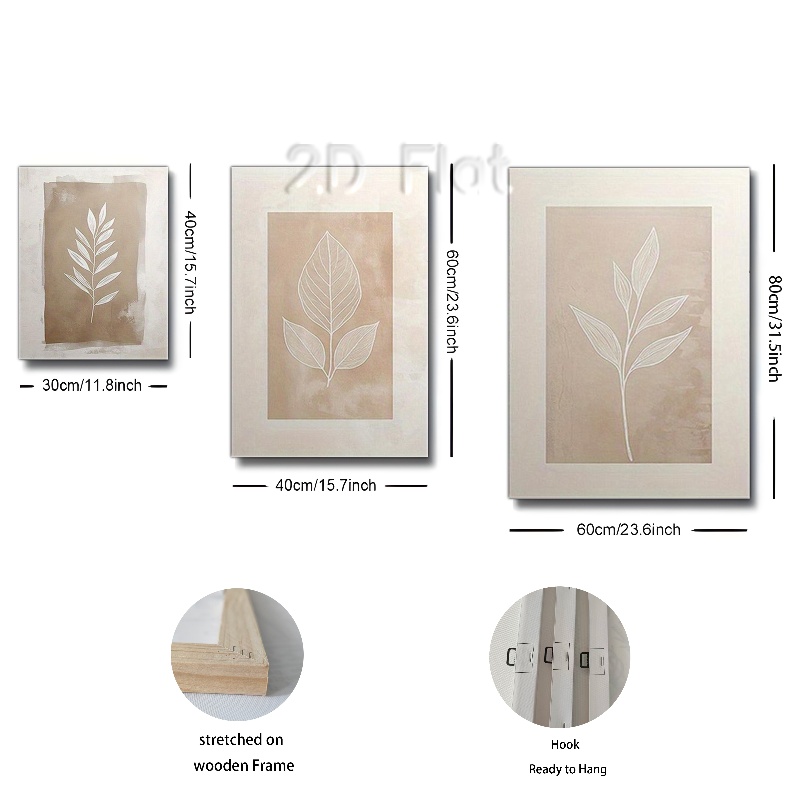 2D Flat
40cm/15.7inch
30cm/11.8inch
60cm/23.6inch
40cm/15.7inch
80cm/31.5inch
60cm/23.6inch
stretched on
wooden Frame
Hook
Ready to Hang